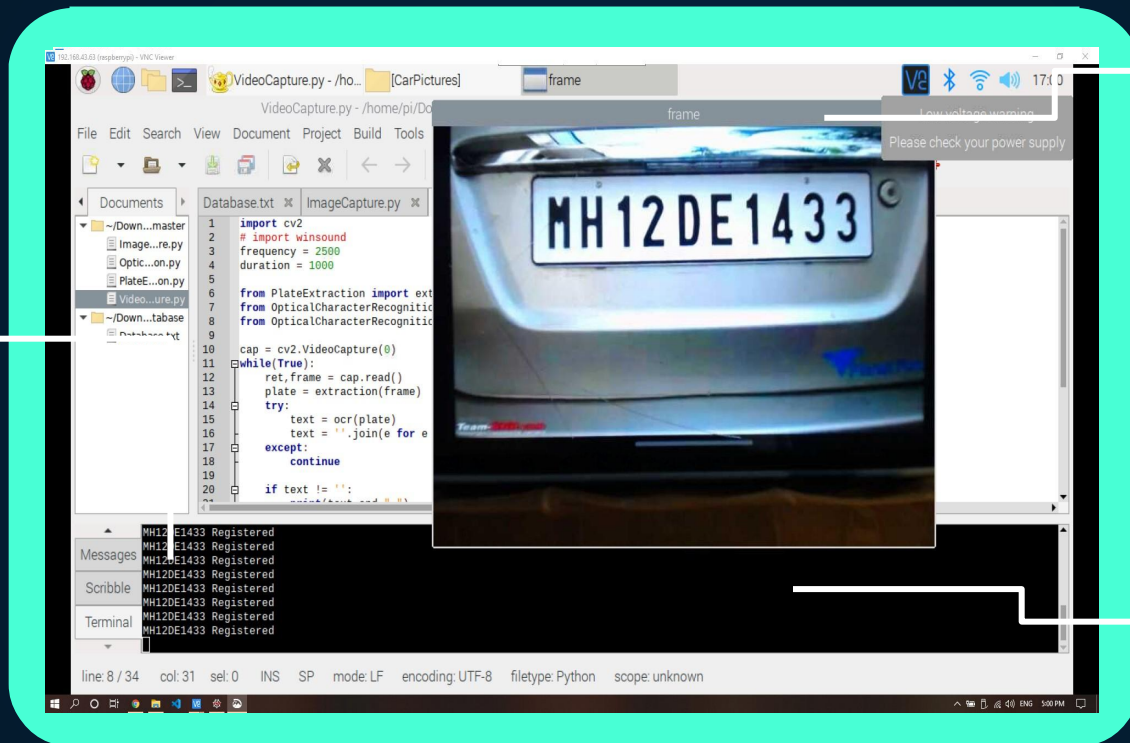 192.168.43.63 (raspberrypi) - VNC Viewer
VideoCapture.py - /ho... [CarPictures] frame 17:00
VideoCapture.py - /home/pi/Do
frame
Low voltage warning
Please check your power supply
File Edit Search View Document Project Build Tools
Documents
Database.txt ImageCapture.py
~/Down...master
Image...re.py
Optic...on.py
PlateE...on.py
Video...ure.py
~/Down...tabase
Database.txt
1 import cv2
2 # import winsound
3 frequency = 2500
4 duration = 1000
5
6 from PlateExtraction import ext
7 from OpticalCharacterRecognitio
8 from OpticalCharacterRecognitio
9
10 cap = cv2.VideoCapture(0)
11 while(True):
12 ret,frame = cap.read()
13 plate = extraction(frame)
14 try:
15 text = ocr(plate)
16 text = ''.join(e for e
17 except:
18 continue
19
20 if text != '':
MH12DE1433
Messages
Scribble
Terminal
MH12DE1433 Registered
MH12DE1433 Registered
MH12DE1433 Registered
MH12DE1433 Registered
MH12DE1433 Registered
MH12DE1433 Registered
MH12DE1433 Registered
MH12DE1433 Registered
line: 8 / 34 col: 31 sel: 0 INS SP mode: LF encoding: UTF-8 filetype: Python scope: unknown
ENG 5:00 PM